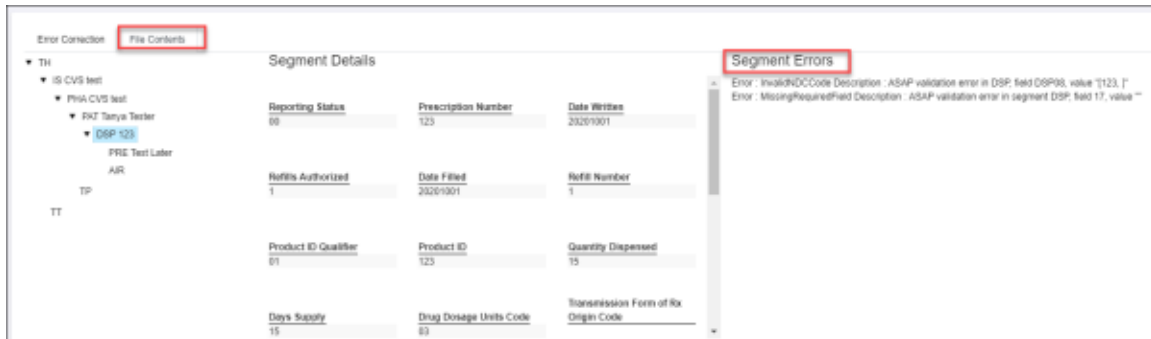 Error Correction File Contents
TH
IS CVS test
PHA CVS test
PAT Tanya Tester
DSP 123
PRE Test Later
AIR
TP
TT
Segment Details
Reporting Status Prescription Number Date Written
00 123 20201001
Refills Authorized Date Filled Refill Number
1 20201001 1
Product ID Qualifier Product ID Quantity Dispensed
01 123 15
Days Supply Drug Dosage Units Code Transmission Form of Rx
Origin Code
15 03
Segment Errors
Error : InvalidNDCCode Description : ASAP validation error in DSP, field DSP08, value "[123, ]"
Error : MissingRequiredField Description : ASAP validation error in segment DSP, field 17, value ""